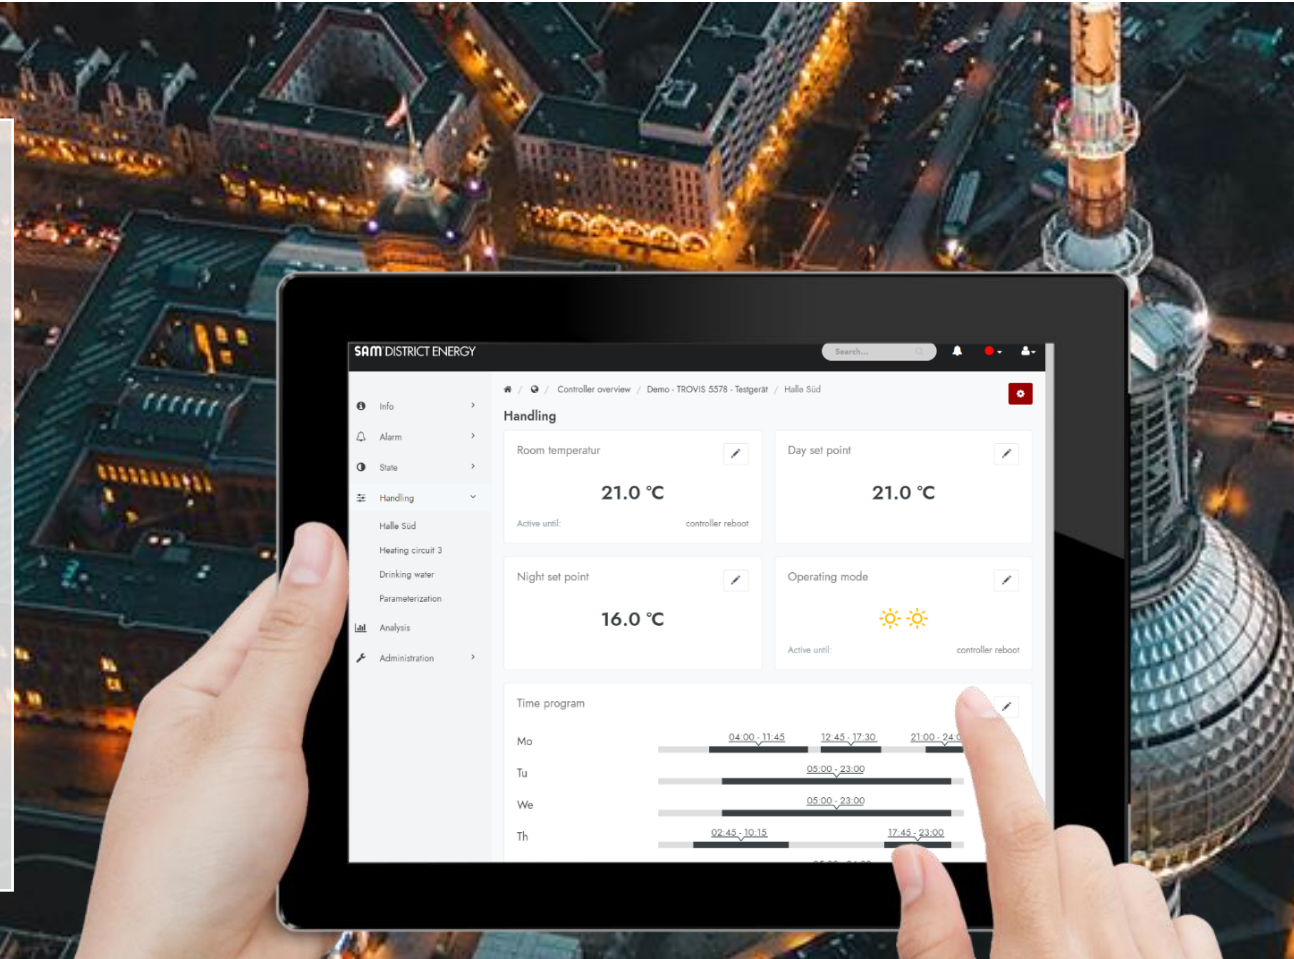 SAM DISTRICT ENERGY
Search...
Controller overview / Demo - TROVIS 5578 - Testgerät / Halle Süd
Handling
Info
Alarm
State
Handling
Halle Süd
Heating circuit 3
Drinking water
Parameterization
Analysis
Administration
Room temperatur
21.0 °C
Active until: controller reboot
Day set point
21.0 °C
Night set point
16.0 °C
Operating mode
Active until: controller reboot
Time program
Mo 04:00 - 11:45 12:45 - 17:30 21:00 -
Tu 05:00 - 23:00
We 05:00 - 23:00
Th 02:45 - 10:15 17:45 - 23:00